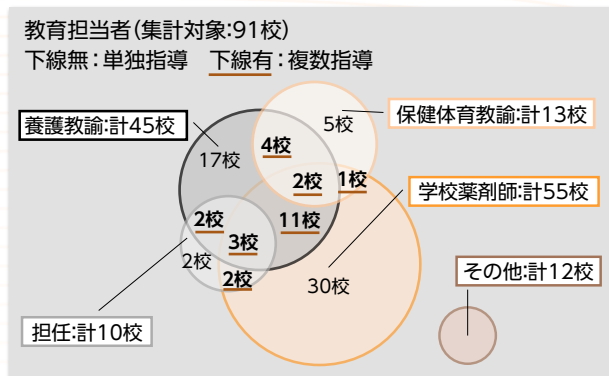 教育担当者(集計対象:91校)
下線無:単独指導 下線有:複数指導
養護教諭:計45校
保健体育教諭:計13校
5校
4校
17校
2校
1校
学校薬剤師:計55校
2校
11校
3校
2校
2校
30校
その他:計12校
担任:計10校